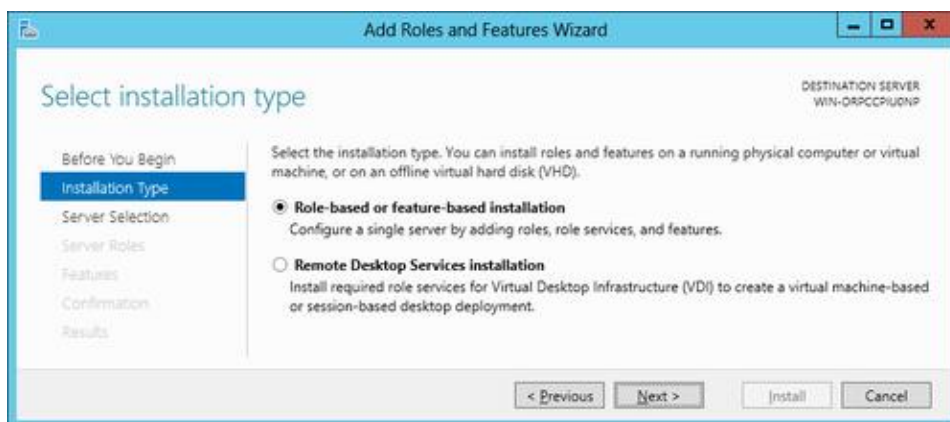 Add Roles and Features Wizard
Select installation type
DESTINATION SERVER
WIN-ORPCCPIUDNP
Before You Begin
Installation Type
Server Selection
Server Roles
Features
Confirmation
Results
Select the installation type. You can install roles and features on a running physical computer or virtual
machine, or on an offline virtual hard disk (VHD).
Role-based or feature-based installation
Configure a single server by adding roles, role services, and features.
Remote Desktop Services installation
Install required role services for Virtual Desktop Infrastructure (VDI) to create a virtual machine-based
or session-based desktop deployment.
< Previous
Next >
Install
Cancel